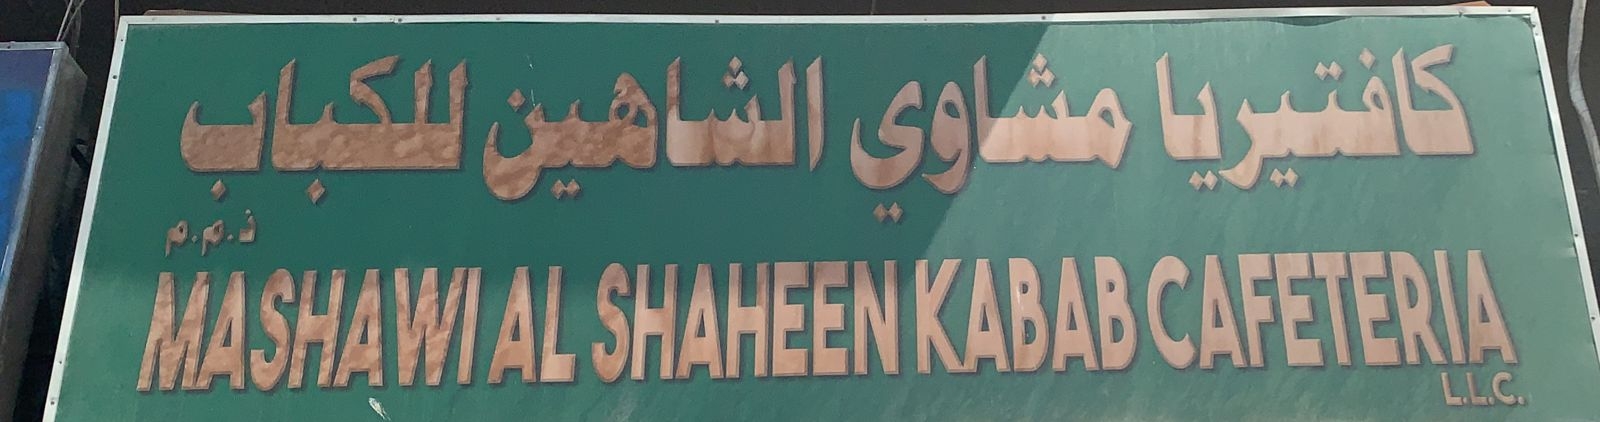 كافتيريا مشاوي الشاهين للكباب
ذ.م.م
MASHAWI AL SHAHEEN KABAB CAFETERIA
L.L.C.